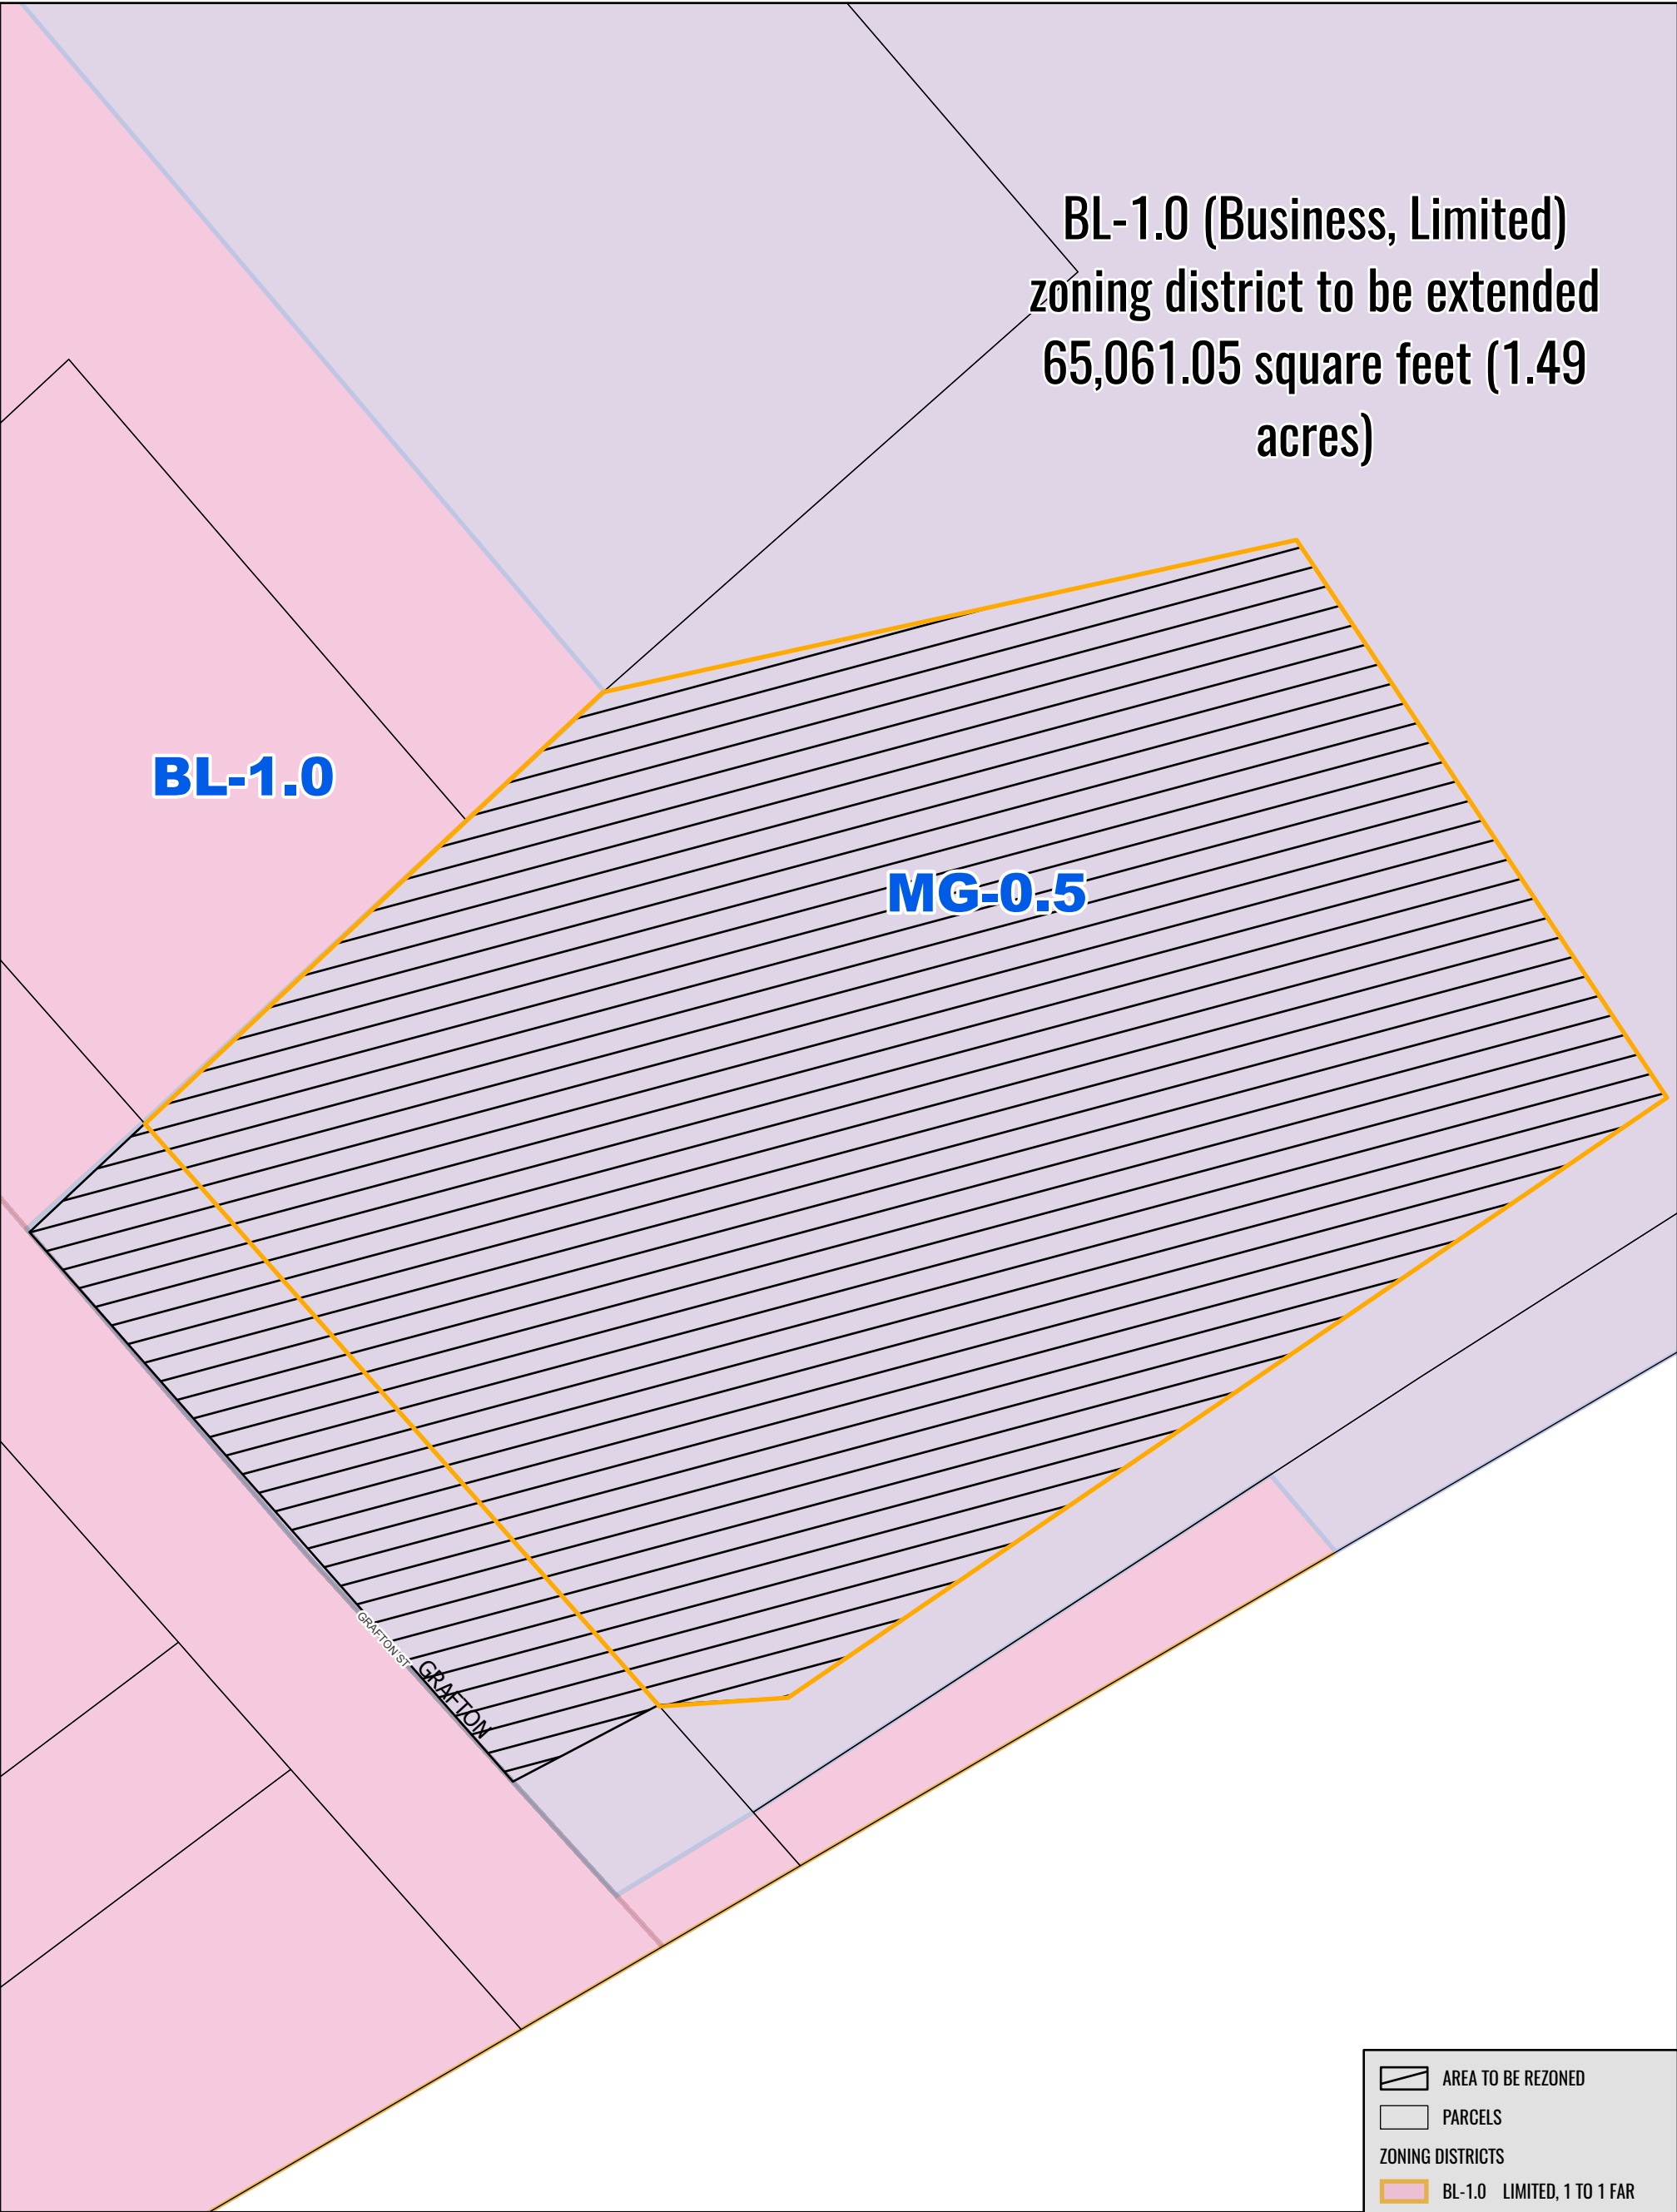 BL-1.0 (Business, Limited)
zoning district to be extended
65,061.05 square feet (1.49
acres)
BL-1.0
MG-0.5
GRAFTON ST
GRAFTON
AREA TO BE REZONED
PARCELS
ZONING DISTRICTS
BL-1.0 LIMITED, 1 TO 1 FAR